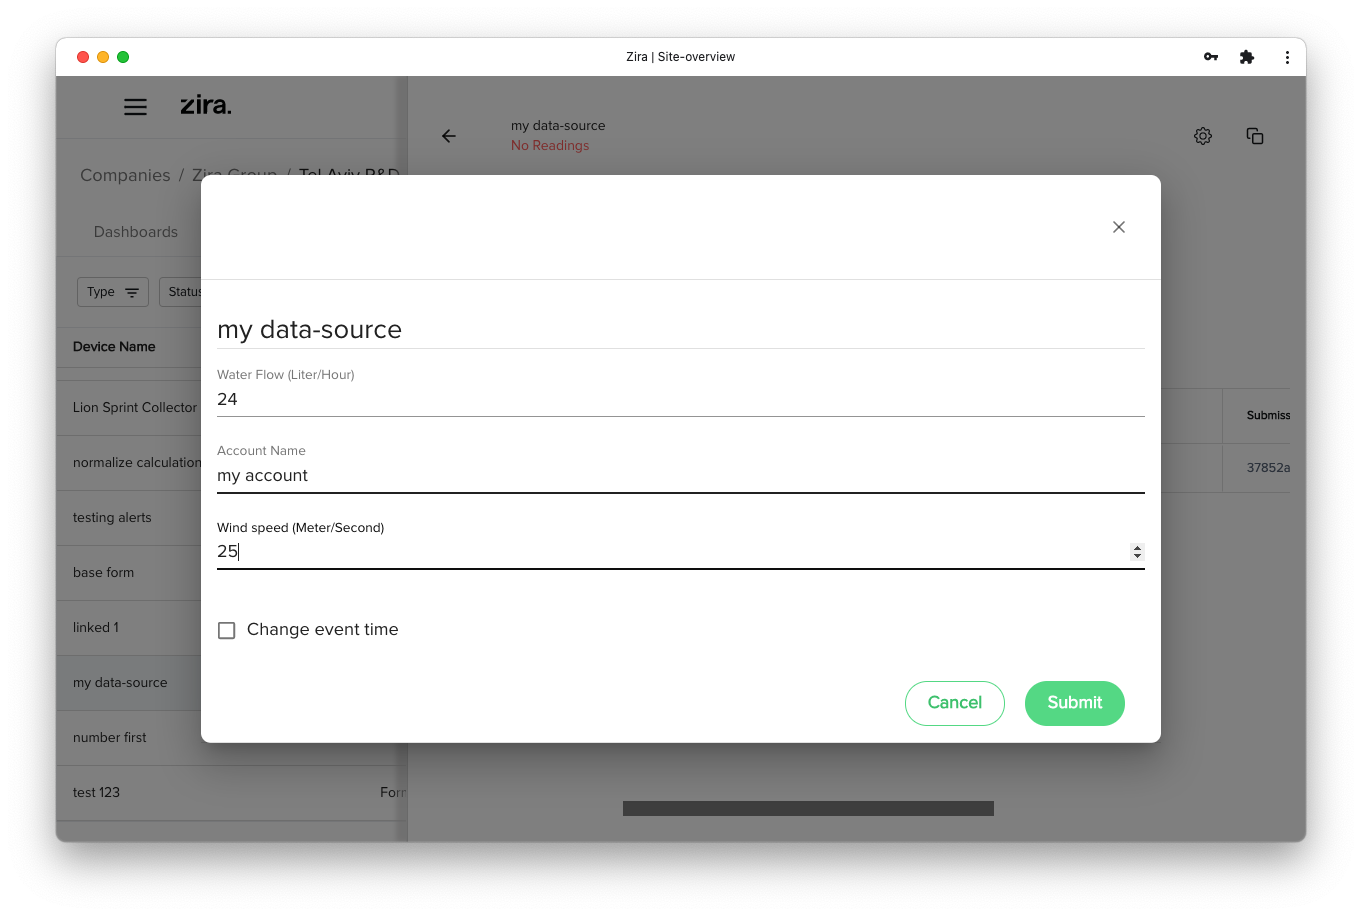 Zira | Site-overview
zira.
my data-source
No Readings
Companies / Zira Group / Tel Aviv R&D
Dashboards
Type
Status
Device Name
Lion Sprint Collector
normalize calculation
testing alerts
base form
linked 1
my data-source
number first
test 123
Form
Submiss
37852a
my data-source
Water Flow (Liter/Hour)
24
Account Name
my account
Wind speed (Meter/Second)
25
Change event time
Cancel
Submit